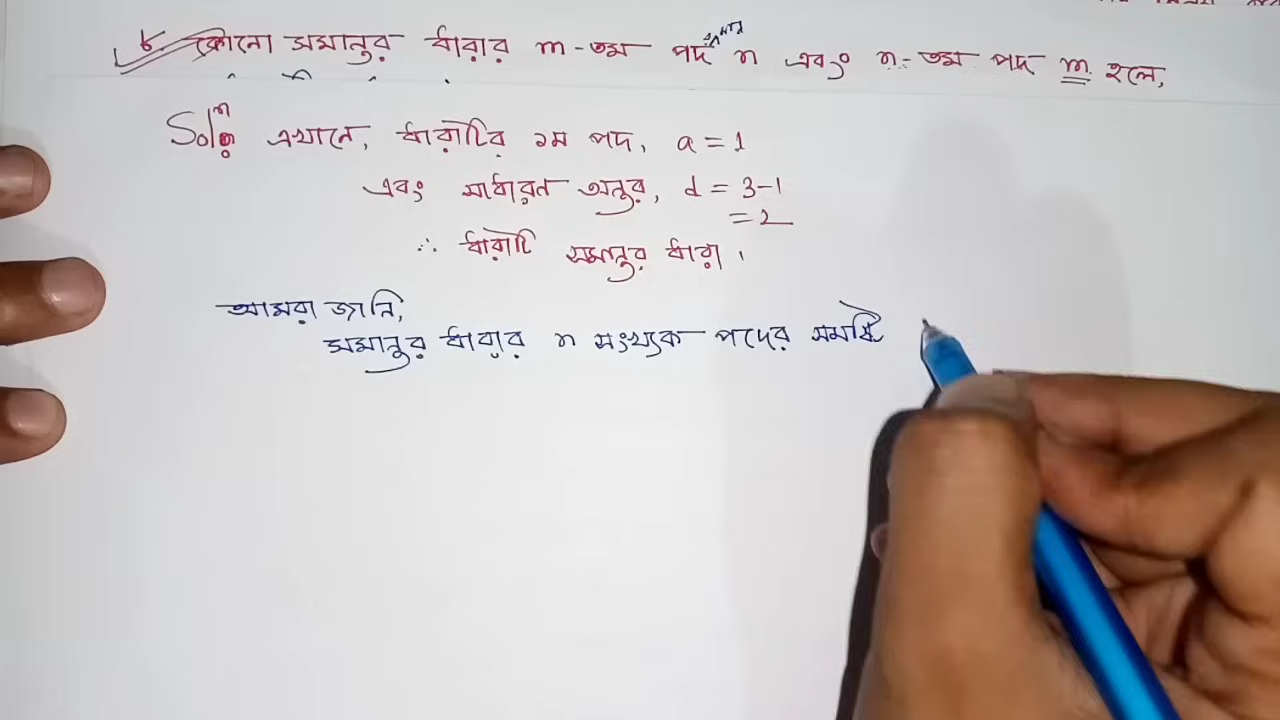 ৮ কোনো সমান্তর ধারার m-তম পদ n এবং n-তম পদ m হলে,
Solⁿঃ এখানে, ধারাটির ১ম পদ, a = 1
এবং সাধারণ অন্তর, d = 3-1
= 2
∴ ধারাটি সমান্তর ধারা।
আমরা জানি,
সমান্তর ধারার n সংখ্যক পদের সমষ্টি